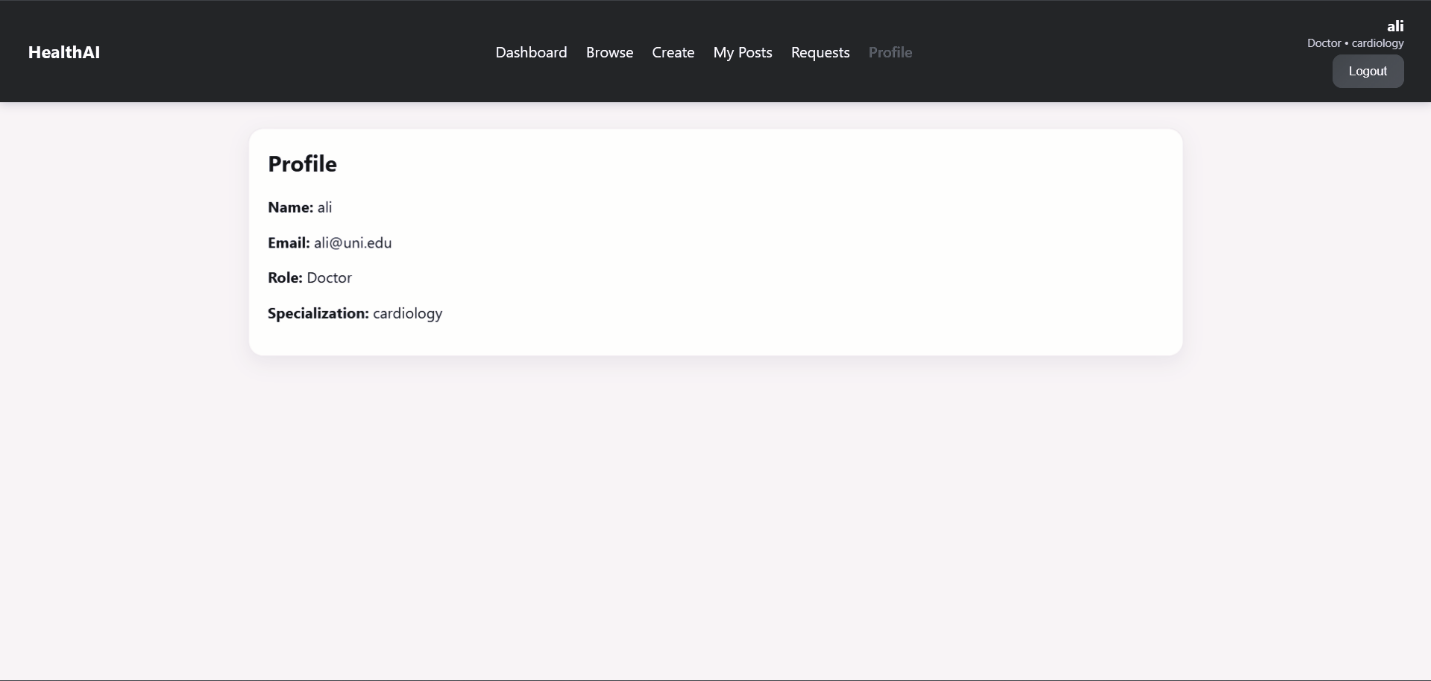 HealthAI
Dashboard Browse Create My Posts Requests Profile
ali
Doctor • cardiology
Logout
Profile
Name: ali
Email: ali@uni.edu
Role: Doctor
Specialization: cardiology